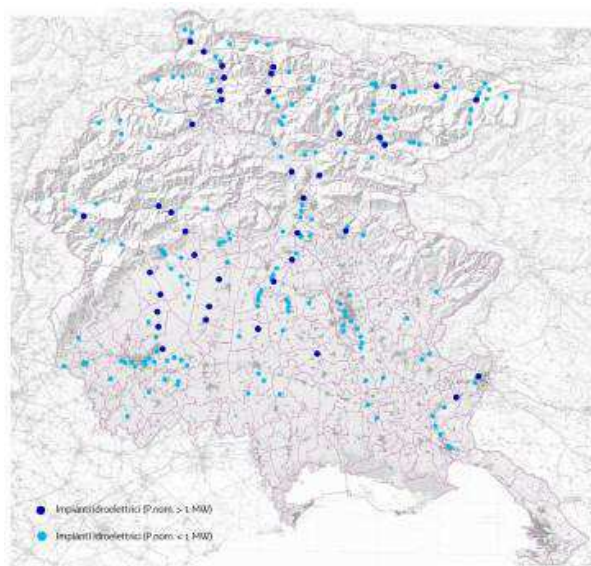 Impianti idroelettrici (P.nom. > 1 MW)
Impianti idroelettrici (P.nom. < 1 MW)